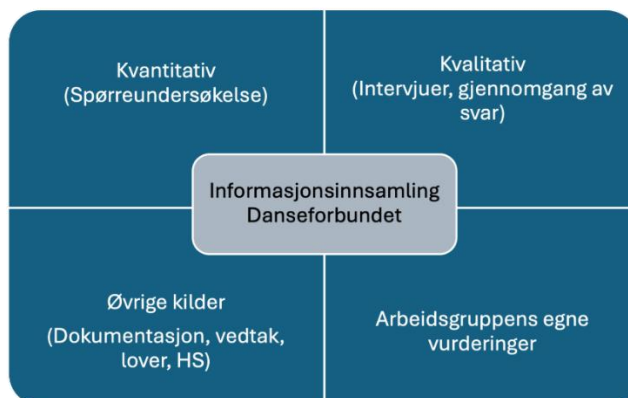 Kvantitativ
(Spørreundersøkelse)
Kvalitativ
(Intervjuer, gjennomgang av
svar)
Informasjonsinnsamling
Danseforbundet
Øvrige kilder
(Dokumentasjon, vedtak,
lover, HS)
Arbeidsgruppens egne
vurderinger